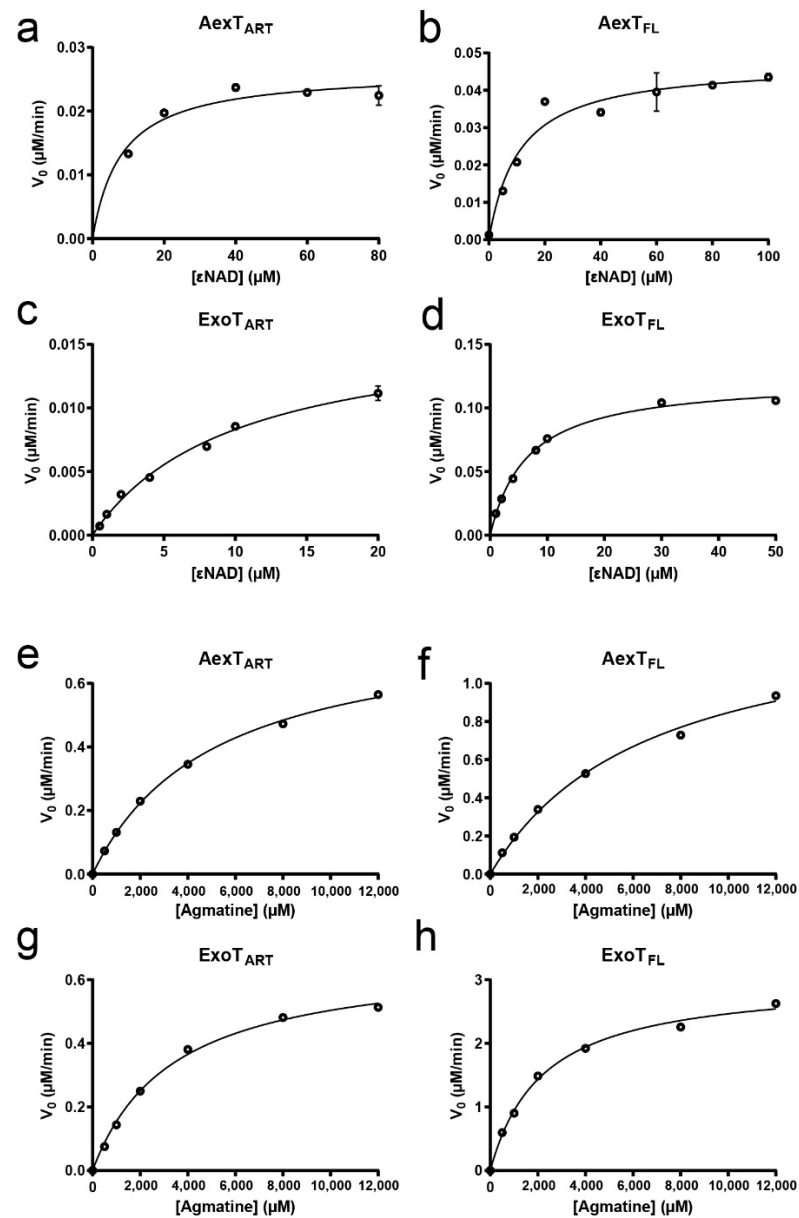 a
AexT_ART
V₀ (µM/min)
0.03
0.02
0.01
0.00
0 20 40 60 80
[εNAD] (µM)
b
AexT_FL
V₀ (µM/min)
0.05
0.04
0.03
0.02
0.01
0.00
0 20 40 60 80 100
[εNAD] (µM)
c
ExoT_ART
V₀ (µM/min)
0.015
0.010
0.005
0.000
0 5 10 15 20
[εNAD] (µM)
d
ExoT_FL
V₀ (µM/min)
0.15
0.10
0.05
0.00
0 10 20 30 40 50
[εNAD] (µM)
e
AexT_ART
V₀ (µM/min)
0.6
0.4
0.2
0.0
0 2,000 4,000 6,000 8,000 10,000 12,000
[Agmatine] (µM)
f
AexT_FL
V₀ (µM/min)
1.0
0.8
0.6
0.4
0.2
0.0
0 2,000 4,000 6,000 8,000 10,000 12,000
[Agmatine] (µM)
g
ExoT_ART
V₀ (µM/min)
0.6
0.4
0.2
0.0
0 2,000 4,000 6,000 8,000 10,000 12,000
[Agmatine] (µM)
h
ExoT_FL
V₀ (µM/min)
3
2
1
0
0 2,000 4,000 6,000 8,000 10,000 12,000
[Agmatine] (µM)